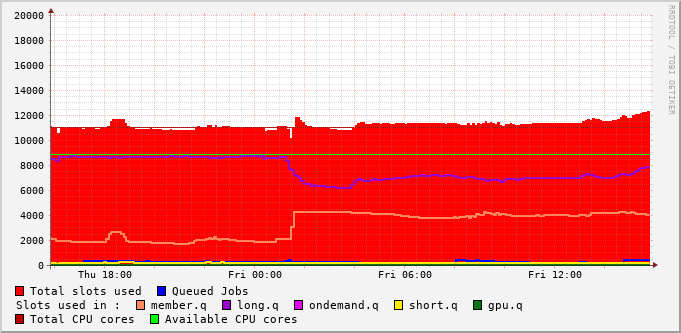 20000
18000
16000
14000
12000
10000
8000
6000
4000
2000
0
Thu 18:00 Fri 00:00 Fri 06:00 Fri 12:00
RRDTOOL / TOBI OETIKER
Total slots used Queued Jobs
Slots used in : member.q long.q ondemand.q short.q gpu.q
Total CPU cores Available CPU cores